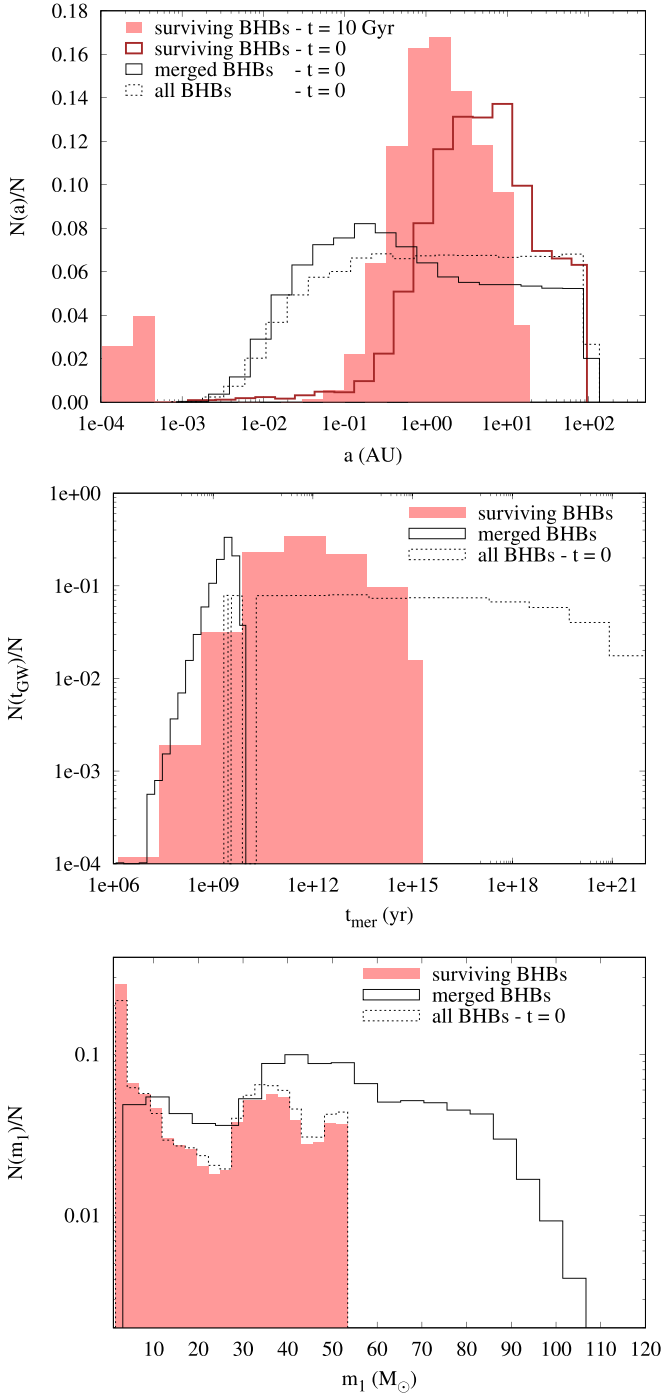 0.18
0.16
0.14
0.12
0.10
0.08
0.06
0.04
0.02
0.00
N(a)/N
surviving BHBs - t = 10 Gyr
surviving BHBs - t = 0
merged BHBs - t = 0
all BHBs - t = 0
1e-04 1e-03 1e-02 1e-01 1e+00 1e+01 1e+02
a (AU)
1e+00
1e-01
1e-02
1e-03
1e-04
N(t_GW)/N
surviving BHBs
merged BHBs
all BHBs - t = 0
1e+06 1e+09 1e+12 1e+15 1e+18 1e+21
t_mer (yr)
0.1
0.01
N(m_1)/N
surviving BHBs
merged BHBs
all BHBs - t = 0
10 20 30 40 50 60 70 80 90 100 110 120
m_1 (M_⊙)